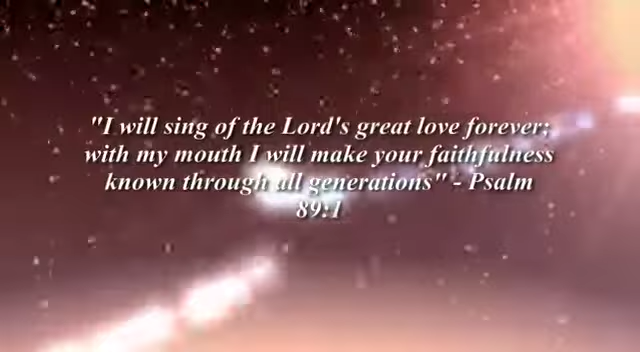 "I will sing of the Lord's great love forever;
with my mouth I will make your faithfulness
known through all generations" - Psalm
89:1